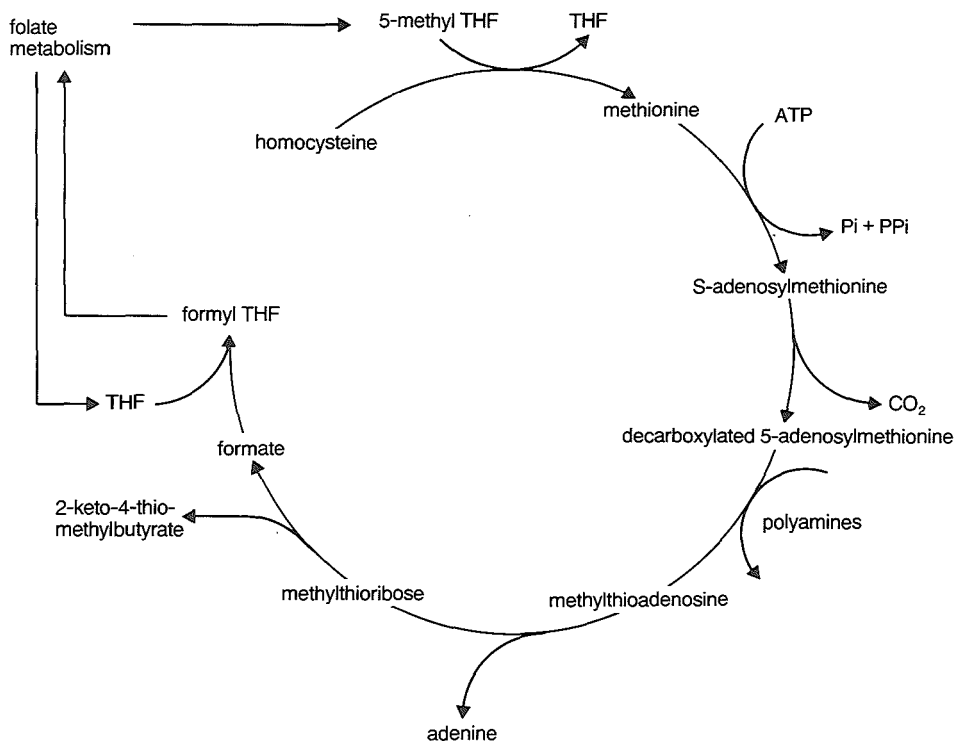 folate
metabolism
5-methyl THF
THF
methionine
homocysteine
ATP
Pi + PPi
S-adenosylmethionine
formyl THF
THF
CO₂
decarboxylated 5-adenosylmethionine
formate
2-keto-4-thio-
methylbutyrate
polyamines
methylthioribose
methylthioadenosine
adenine